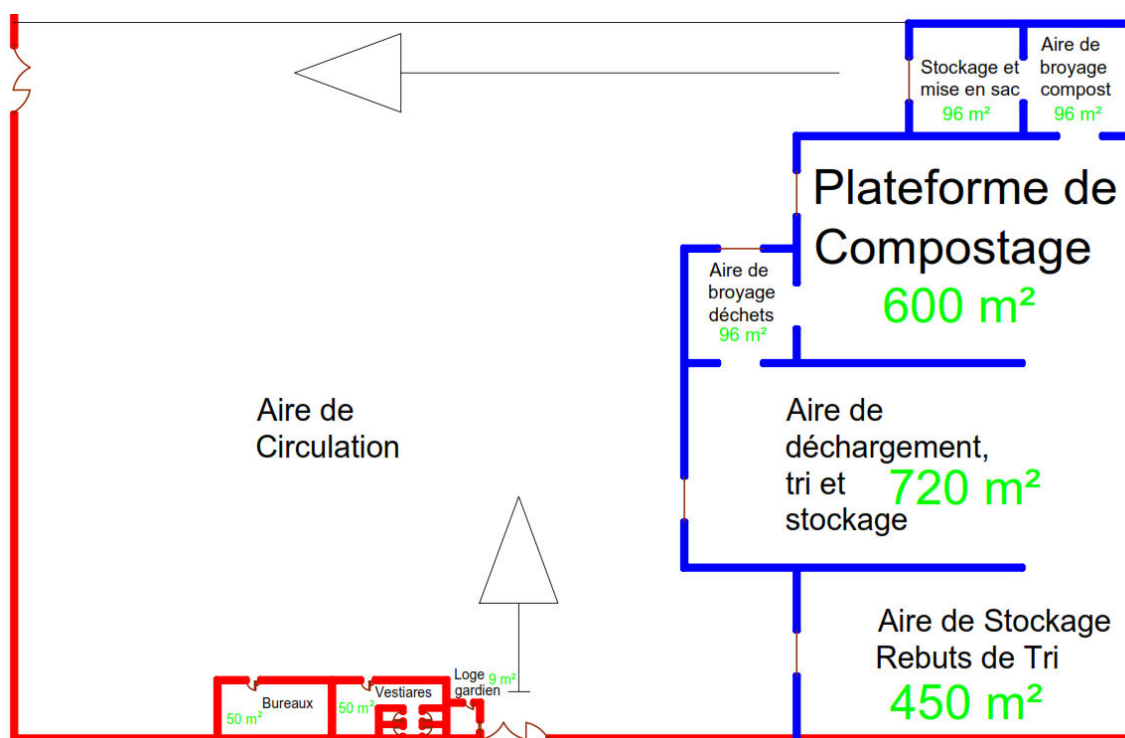 Stockage et
mise en sac
96 m²
Aire de
broyage
compost
96 m²
Plateforme de
Compostage
600 m²
Aire de
broyage
déchets
96 m²
Aire de
Circulation
Aire de
déchargement,
tri et
stockage
720 m²
Aire de Stockage
Rebuts de Tri
450 m²
Bureaux
50 m²
Vestiares
50 m²
Loge
gardien
9 m²